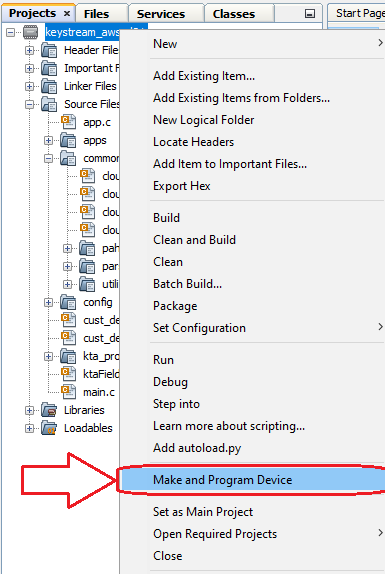 Projects × Files Services Classes Start Page
keystream_aws
Header File
Important F
Linker Files
Source Files
app.c
apps
common
clou
clou
clou
clou
pah
par
utili
config
cust_de
cust_de
kta_pro
ktaField
main.c
Libraries
Loadables
New
Add Existing Item...
Add Existing Items from Folders...
New Logical Folder
Locate Headers
Add Item to Important Files...
Export Hex
Build
Clean and Build
Clean
Batch Build...
Package
Set Configuration
Run
Debug
Step into
Learn more about scripting...
Add autoload.py
Make and Program Device
Set as Main Project
Open Required Projects
Close